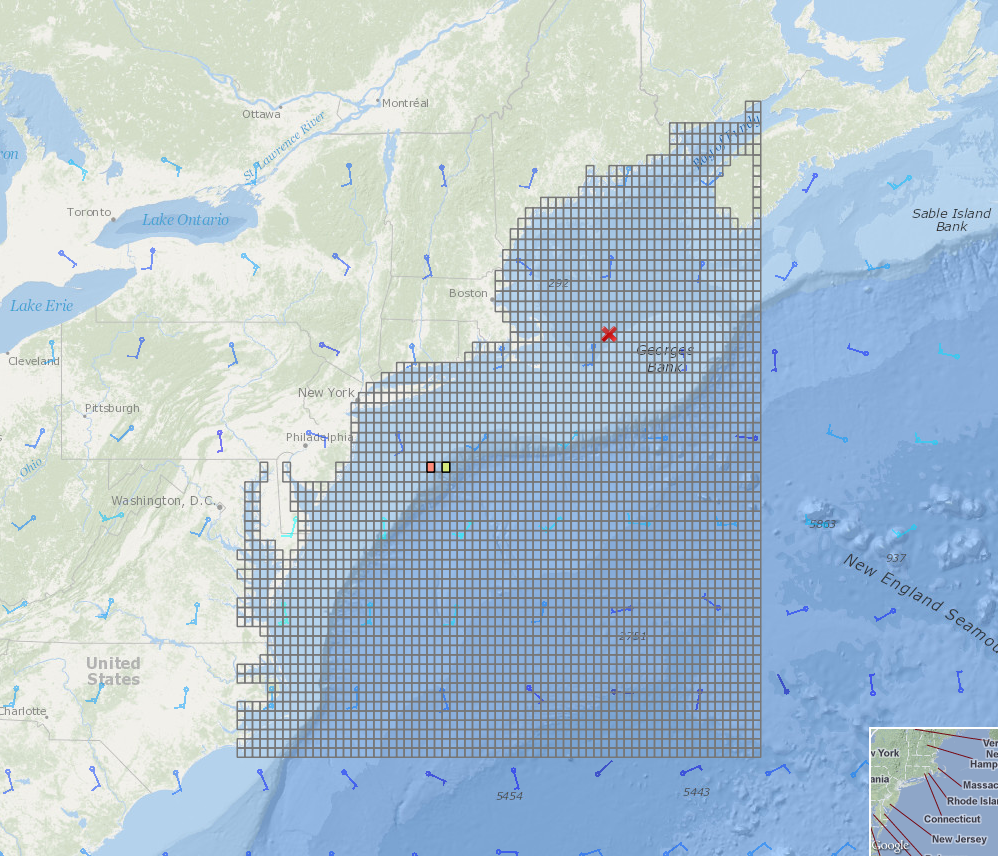 Montréal
Ottawa
St. Lawrence River
Bay of Fundy
ron
Toronto
Lake Ontario
Sable Island
Bank
Lake Erie
Boston
292
Cleveland
Georges
Bank
New York
Pittsburgh
Philadelphia
Ohio
Washington, D.C.
5863
937
New England Seamou
2751
United
States
Charlotte
5454
5443
Ver
w York
Ne
Hamp
ania
Massac
Rhode Islan
Connecticut
New Jersey
Google